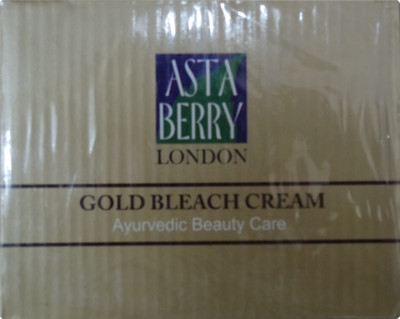 ASTA
BERRY
LONDON
GOLD BLEACH CREAM
Ayurvedic Beauty Care